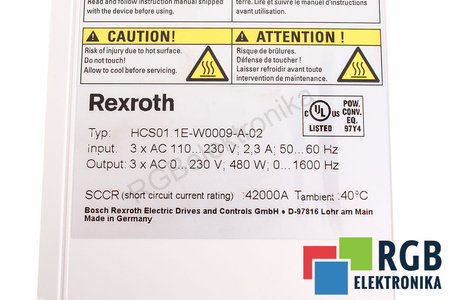 Read and follow instruction manual shipped
with the device before use.
terre. Lire et suivre le manuel d'instructions
avant utilisation.
CAUTION!
Risk of injury due to hot surface.
Do not touch!
Allow to cool before servicing.
ATTENTION !
Risque de brûlures.
Défense de toucher !
Laisser refroidir avant toute
intervention de maintenance.
Rexroth
C UL US
LISTED
POW.
CONV.
EQ.
97Y4
Typ: HCS01.1E-W0009-A-02
input: 3 x AC 110...230 V; 2,3 A; 50...60 Hz
Output: 3 x AC 0...230 V; 480 W; 0...1600 Hz
SCCR (short circuit current rating) :42000A Tambient :40°C
Bosch Rexroth Electric Drives and Controls GmbH • D-97816 Lohr am Main
Made in Germany
RGBelektronika
RGB
ELEKTRONIKA